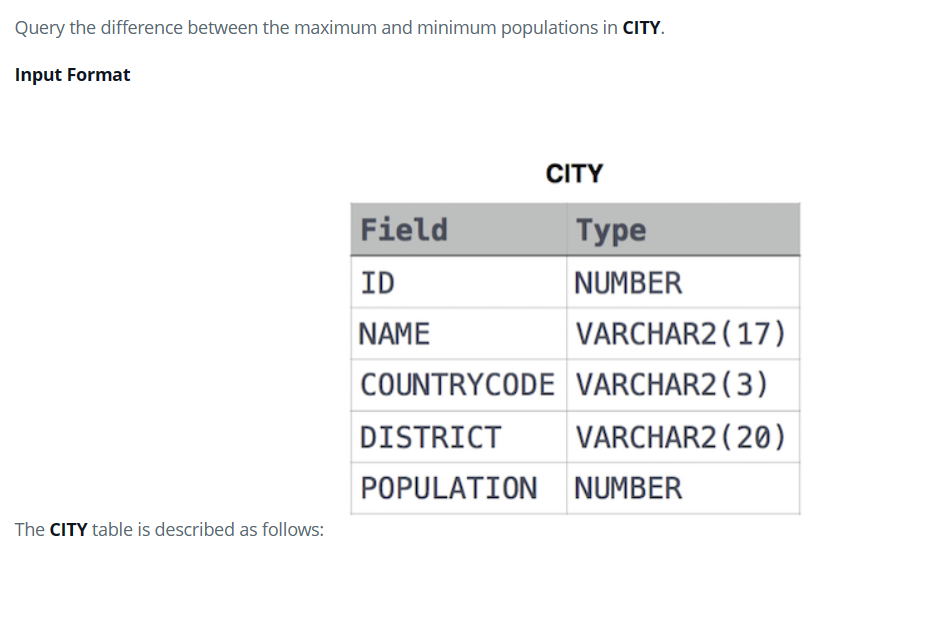 Query the difference between the maximum and minimum populations in CITY.
Input Format
CITY
Field Type
ID NUMBER
NAME VARCHAR2(17)
COUNTRYCODE VARCHAR2(3)
DISTRICT VARCHAR2(20)
POPULATION NUMBER
The CITY table is described as follows: